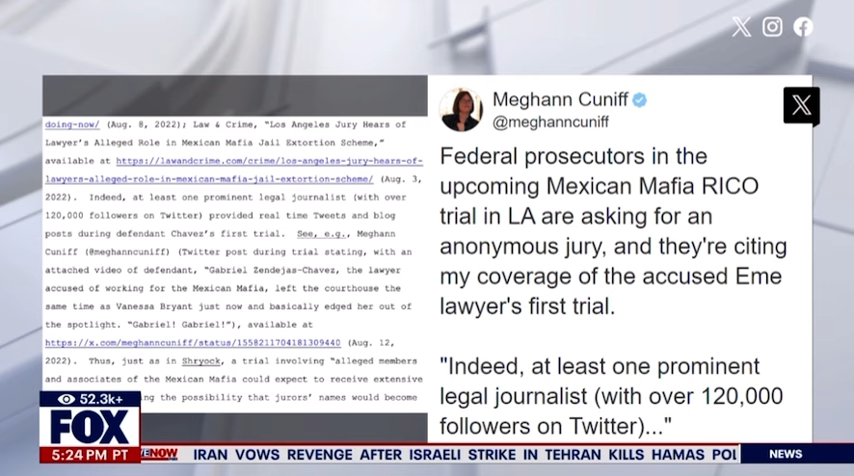 doing-now/ (Aug. 8, 2022); Law & Crime, “Los Angeles Jury Hears of
Lawyer’s Alleged Role in Mexican Mafia Jail Extortion Scheme,”
available at https://lawandcrime.com/crime/los-angeles-jury-hears-of-
lawyers-alleged-role-in-mexican-mafia-jail-extortion-scheme/ (Aug. 3,
2022). Indeed, at least one prominent legal journalist (with over
120,000 followers on Twitter) provided real time Tweets and blog
posts during defendant Chavez’s first trial. See, e.g., Meghann
Cuniff (@meghanncuniff) (Twitter post during trial stating, with an
attached video of defendant, “Gabriel Zendejas-Chavez, the lawyer
accused of working for the Mexican Mafia, left the courthouse the
same time as Vanessa Bryant just now and basically edged her out of
the spotlight. “Gabriel! Gabriel!”), available at
https://x.com/meghanncuniff/status/1558211704181309440 (Aug. 12,
2022). Thus, just as in Shryock, a trial involving “alleged members
and associates of the Mexican Mafia could expect to receive extensive
the possibility that jurors’ names would become
Meghann Cuniff
@meghanncuniff
X
Federal prosecutors in the
upcoming Mexican Mafia RICO
trial in LA are asking for an
anonymous jury, and they're citing
my coverage of the accused Eme
lawyer's first trial.
"Indeed, at least one prominent
legal journalist (with over 120,000
followers on Twitter)..."
52.3k+
FOX
5:24 PM PT
NOW
IRAN VOWS REVENGE AFTER ISRAELI STRIKE IN TEHRAN KILLS HAMAS POL
NEWS